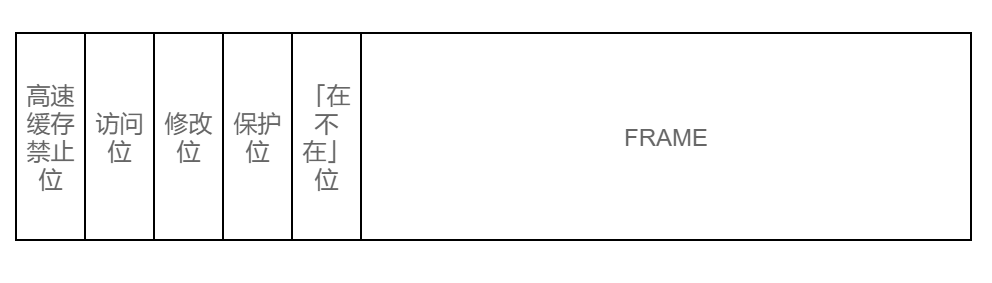 高速
缓存
禁止
位
访问
位
修改
位
保护
位
「在
不
在」
位
FRAME